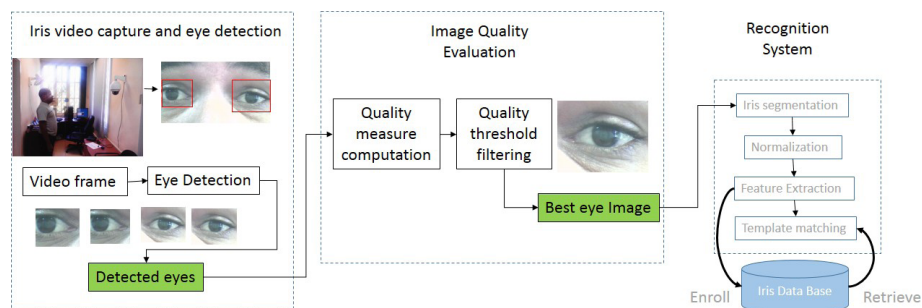 Iris video capture and eye detection
Video frame
Eye Detection
Detected eyes
Image Quality
Evaluation
Quality
measure
computation
Quality
threshold
filtering
Best eye Image
Recognition
System
Iris segmentation
Normalization
Feature Extraction
Template matching
Enroll
Iris Data Base
Retrieve